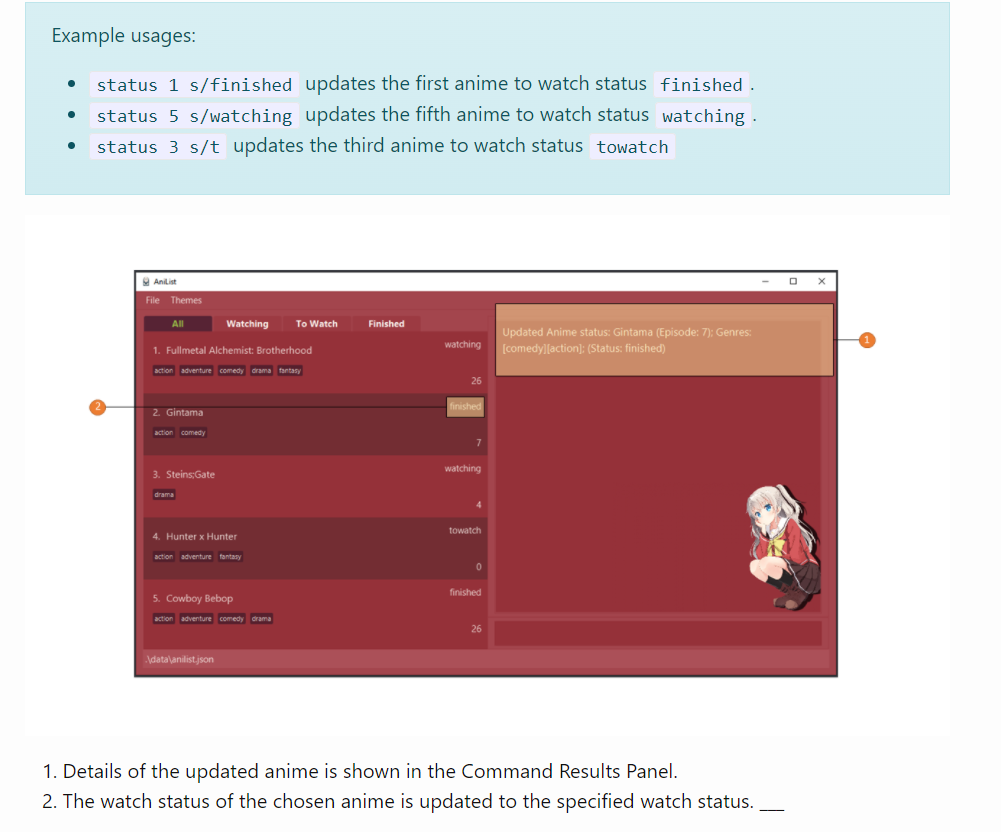 Example usages:
status 1 s/finished updates the first anime to watch status finished.
status 5 s/watching updates the fifth anime to watch status watching.
status 3 s/t updates the third anime to watch status towatch
AniList
File Themes
All Watching To Watch Finished
1. Fullmetal Alchemist: Brotherhood watching
action adventure comedy drama fantasy
26
2. Gintama finished
action comedy
7
3. Steins;Gate watching
drama
4
4. Hunter x Hunter towatch
action adventure fantasy
0
5. Cowboy Bebop finished
action adventure comedy drama
26
.\data\anilist.json
Updated Anime status: Gintama (Episode: 7); Genres:
[comedy][action]; (Status: finished)
1
2
1. Details of the updated anime is shown in the Command Results Panel.
2. The watch status of the chosen anime is updated to the specified watch status. ___